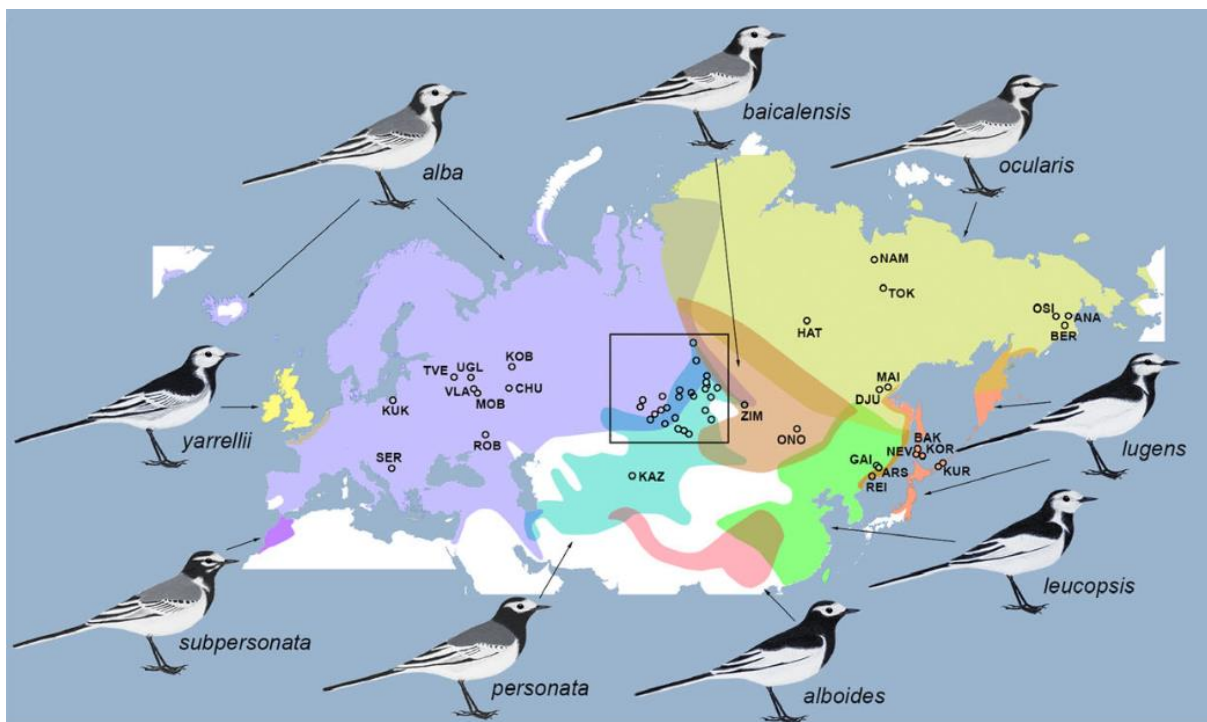 baicalensis
alba
ocularis
NAM
TOK
HAT
OSI
ANA
BER
KOB
TVE
UGL
CHU
VLA
MOB
KUK
MAI
DJU
ZIM
yarrellii
ROB
ONO
lugens
BAK
NEV
KOR
SER
GAI
ARS
KUR
KAZ
REI
leucopsis
subpersonata
personata
alboides